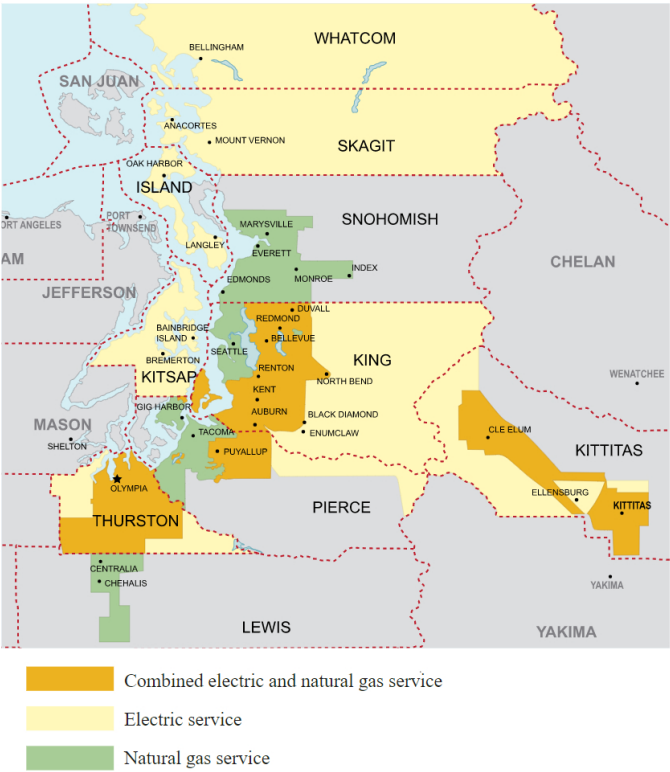 WHATCOM
BELLINGHAM
SAN JUAN
ANACORTES
MOUNT VERNON
SKAGIT
OAK HARBOR
ISLAND
PORT
TOWNSEND
ORT ANGELES
SNOHOMISH
MARYSVILLE
LANGLEY
EVERETT
AM
CHELAN
INDEX
MONROE
EDMONDS
JEFFERSON
DUVALL
REDMOND
BAINBRIDGE
ISLAND
BELLEVUE
SEATTLE
BREMERTON
KING
RENTON
KITSAP
NORTH BEND
WENATCHEE
KENT
GIG HARBOR
AUBURN
BLACK DIAMOND
MASON
TACOMA
ENUMCLAW
CLE ELUM
SHELTON
PUYALLUP
KITTITAS
OLYMPIA
ELLENSBURG
PIERCE
KITTITAS
THURSTON
CENTRALIA
CHEHALIS
YAKIMA
LEWIS
YAKIMA
Combined electric and natural gas service
Electric service
Natural gas service